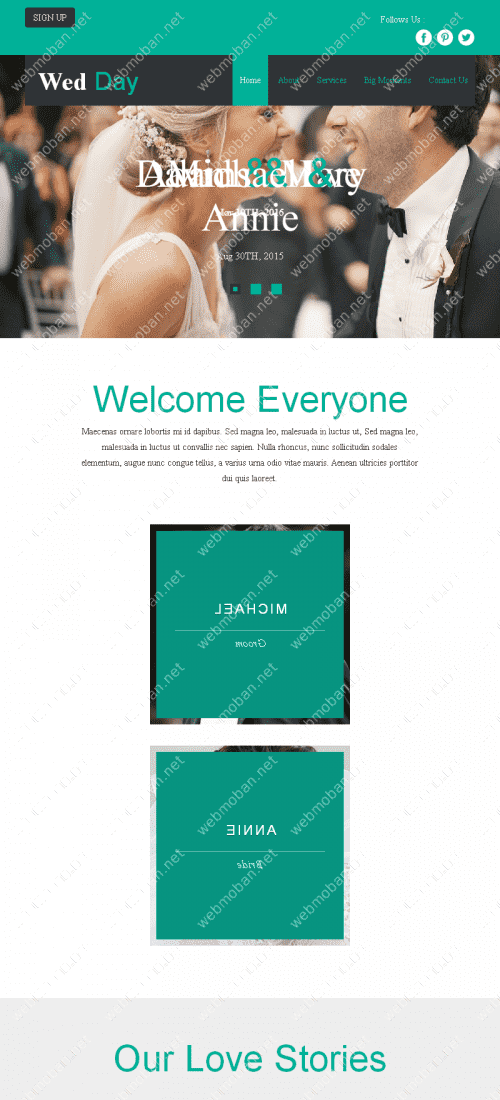 SIGN UP
Follows Us :
Wed Day
Home
About
Services
Big Moments
Contact Us
&
Annie
Aug 30TH, 2015
Welcome Everyone
Maecenas ornare lobortis mi id dapibus. Sed magna leo, malesuada in luctus ut, Sed magna leo,
malesuada in luctus ut convallis nec sapien. Nulla rhoncus, nunc sollicitudin sodales
elementum, augue nunc congue tellus, a varius urna odio vitae mauris. Aenean ultricies porttitor
dui quis laoreet.
MICHAEL
Groom
ANNIE
Bride
Our Love Stories
webmoban.net